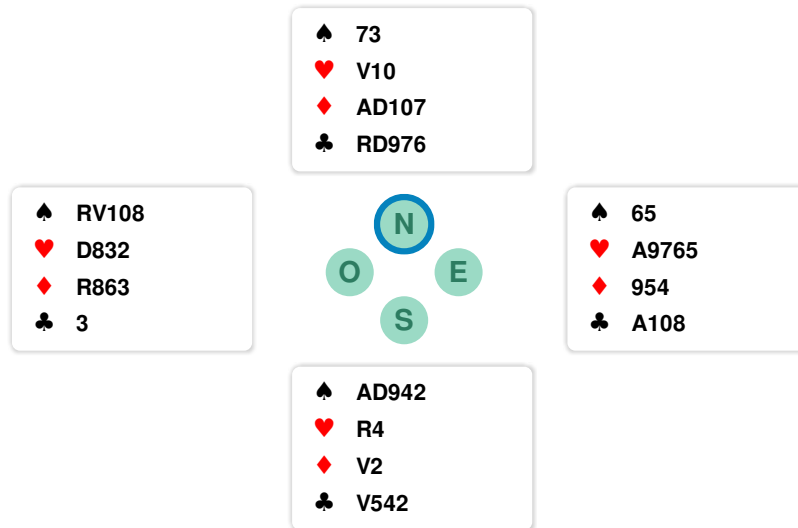 ♠ 73
♥ V10
♦ AD107
♣ RD976
♠ RV108
♥ D832
♦ R863
♣ 3
N
O E
S
♠ 65
♥ A9765
♦ 954
♣ A108
♠ AD942
♥ R4
♦ V2
♣ V542